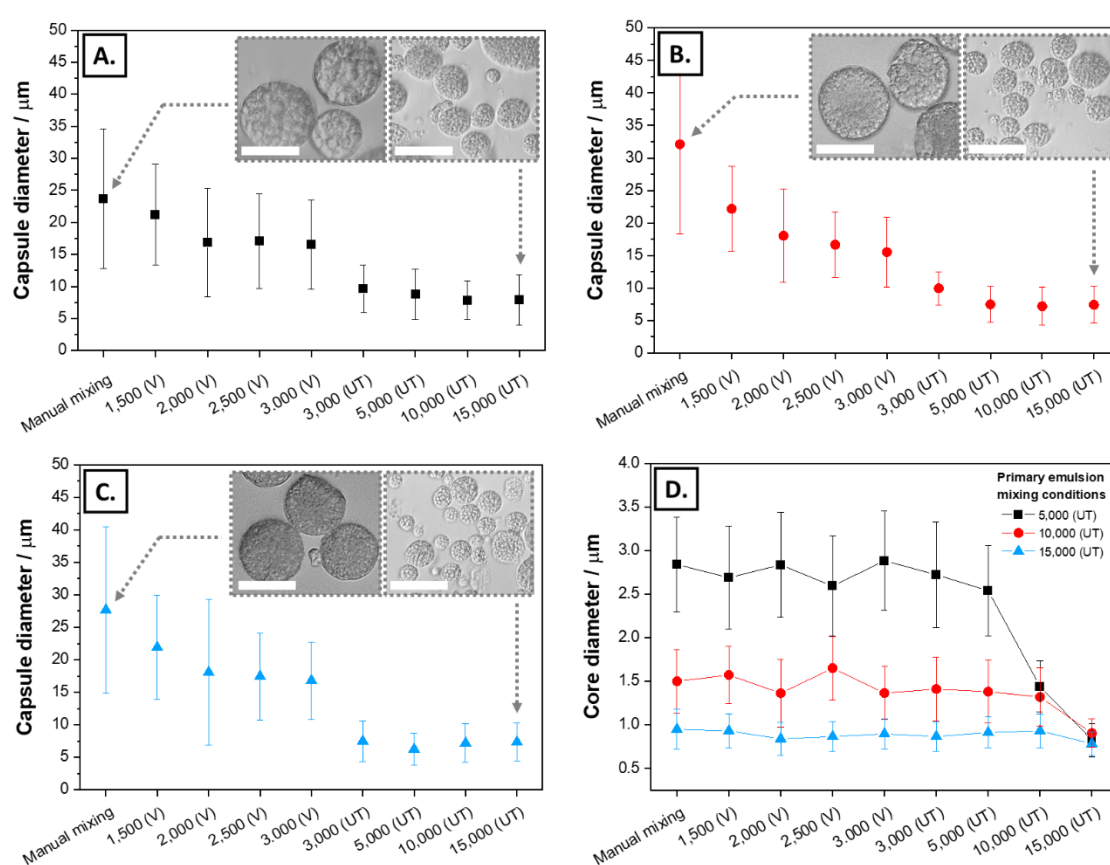 A.
Capsule diameter / μm
50
45
40
35
30
25
20
15
10
5
0
Manual mixing
1,500 (V)
2,000 (V)
2,500 (V)
3.000 (V)
3,000 (UT)
5,000 (UT)
10,000 (UT)
15,000 (UT)
B.
Capsule diameter / μm
50
45
40
35
30
25
20
15
10
5
0
Manual mixing
1,500 (V)
2,000 (V)
2,500 (V)
3.000 (V)
3,000 (UT)
5,000 (UT)
10,000 (UT)
15,000 (UT)
C.
Capsule diameter / μm
50
45
40
35
30
25
20
15
10
5
0
Manual mixing
1,500 (V)
2,000 (V)
2,500 (V)
3.000 (V)
3,000 (UT)
5,000 (UT)
10,000 (UT)
15,000 (UT)
D.
Primary emulsion
mixing conditions
5,000 (UT)
10,000 (UT)
15,000 (UT)
Core diameter / μm
4.0
3.5
3.0
2.5
2.0
1.5
1.0
0.5
Manual mixing
1,500 (V)
2,000 (V)
2,500 (V)
3.000 (V)
3,000 (UT)
5,000 (UT)
10,000 (UT)
15,000 (UT)